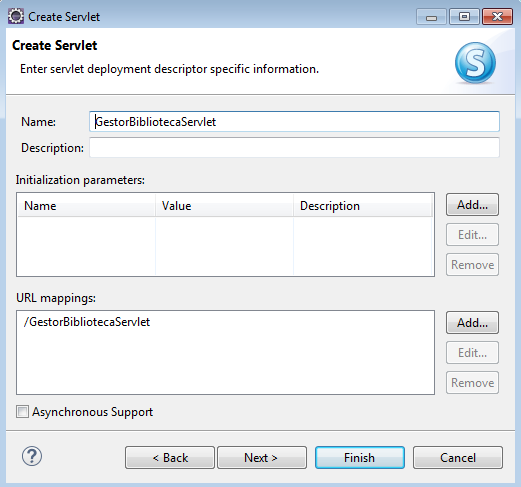 Create Servlet
Create Servlet
Enter servlet deployment descriptor specific information.
S
Name: GestorBibliotecaServlet
Description:
Initialization parameters:
Name Value Description
Add...
Edit...
Remove
URL mappings:
/GestorBibliotecaServlet
Add...
Edit...
Remove
Asynchronous Support
? < Back Next > Finish Cancel